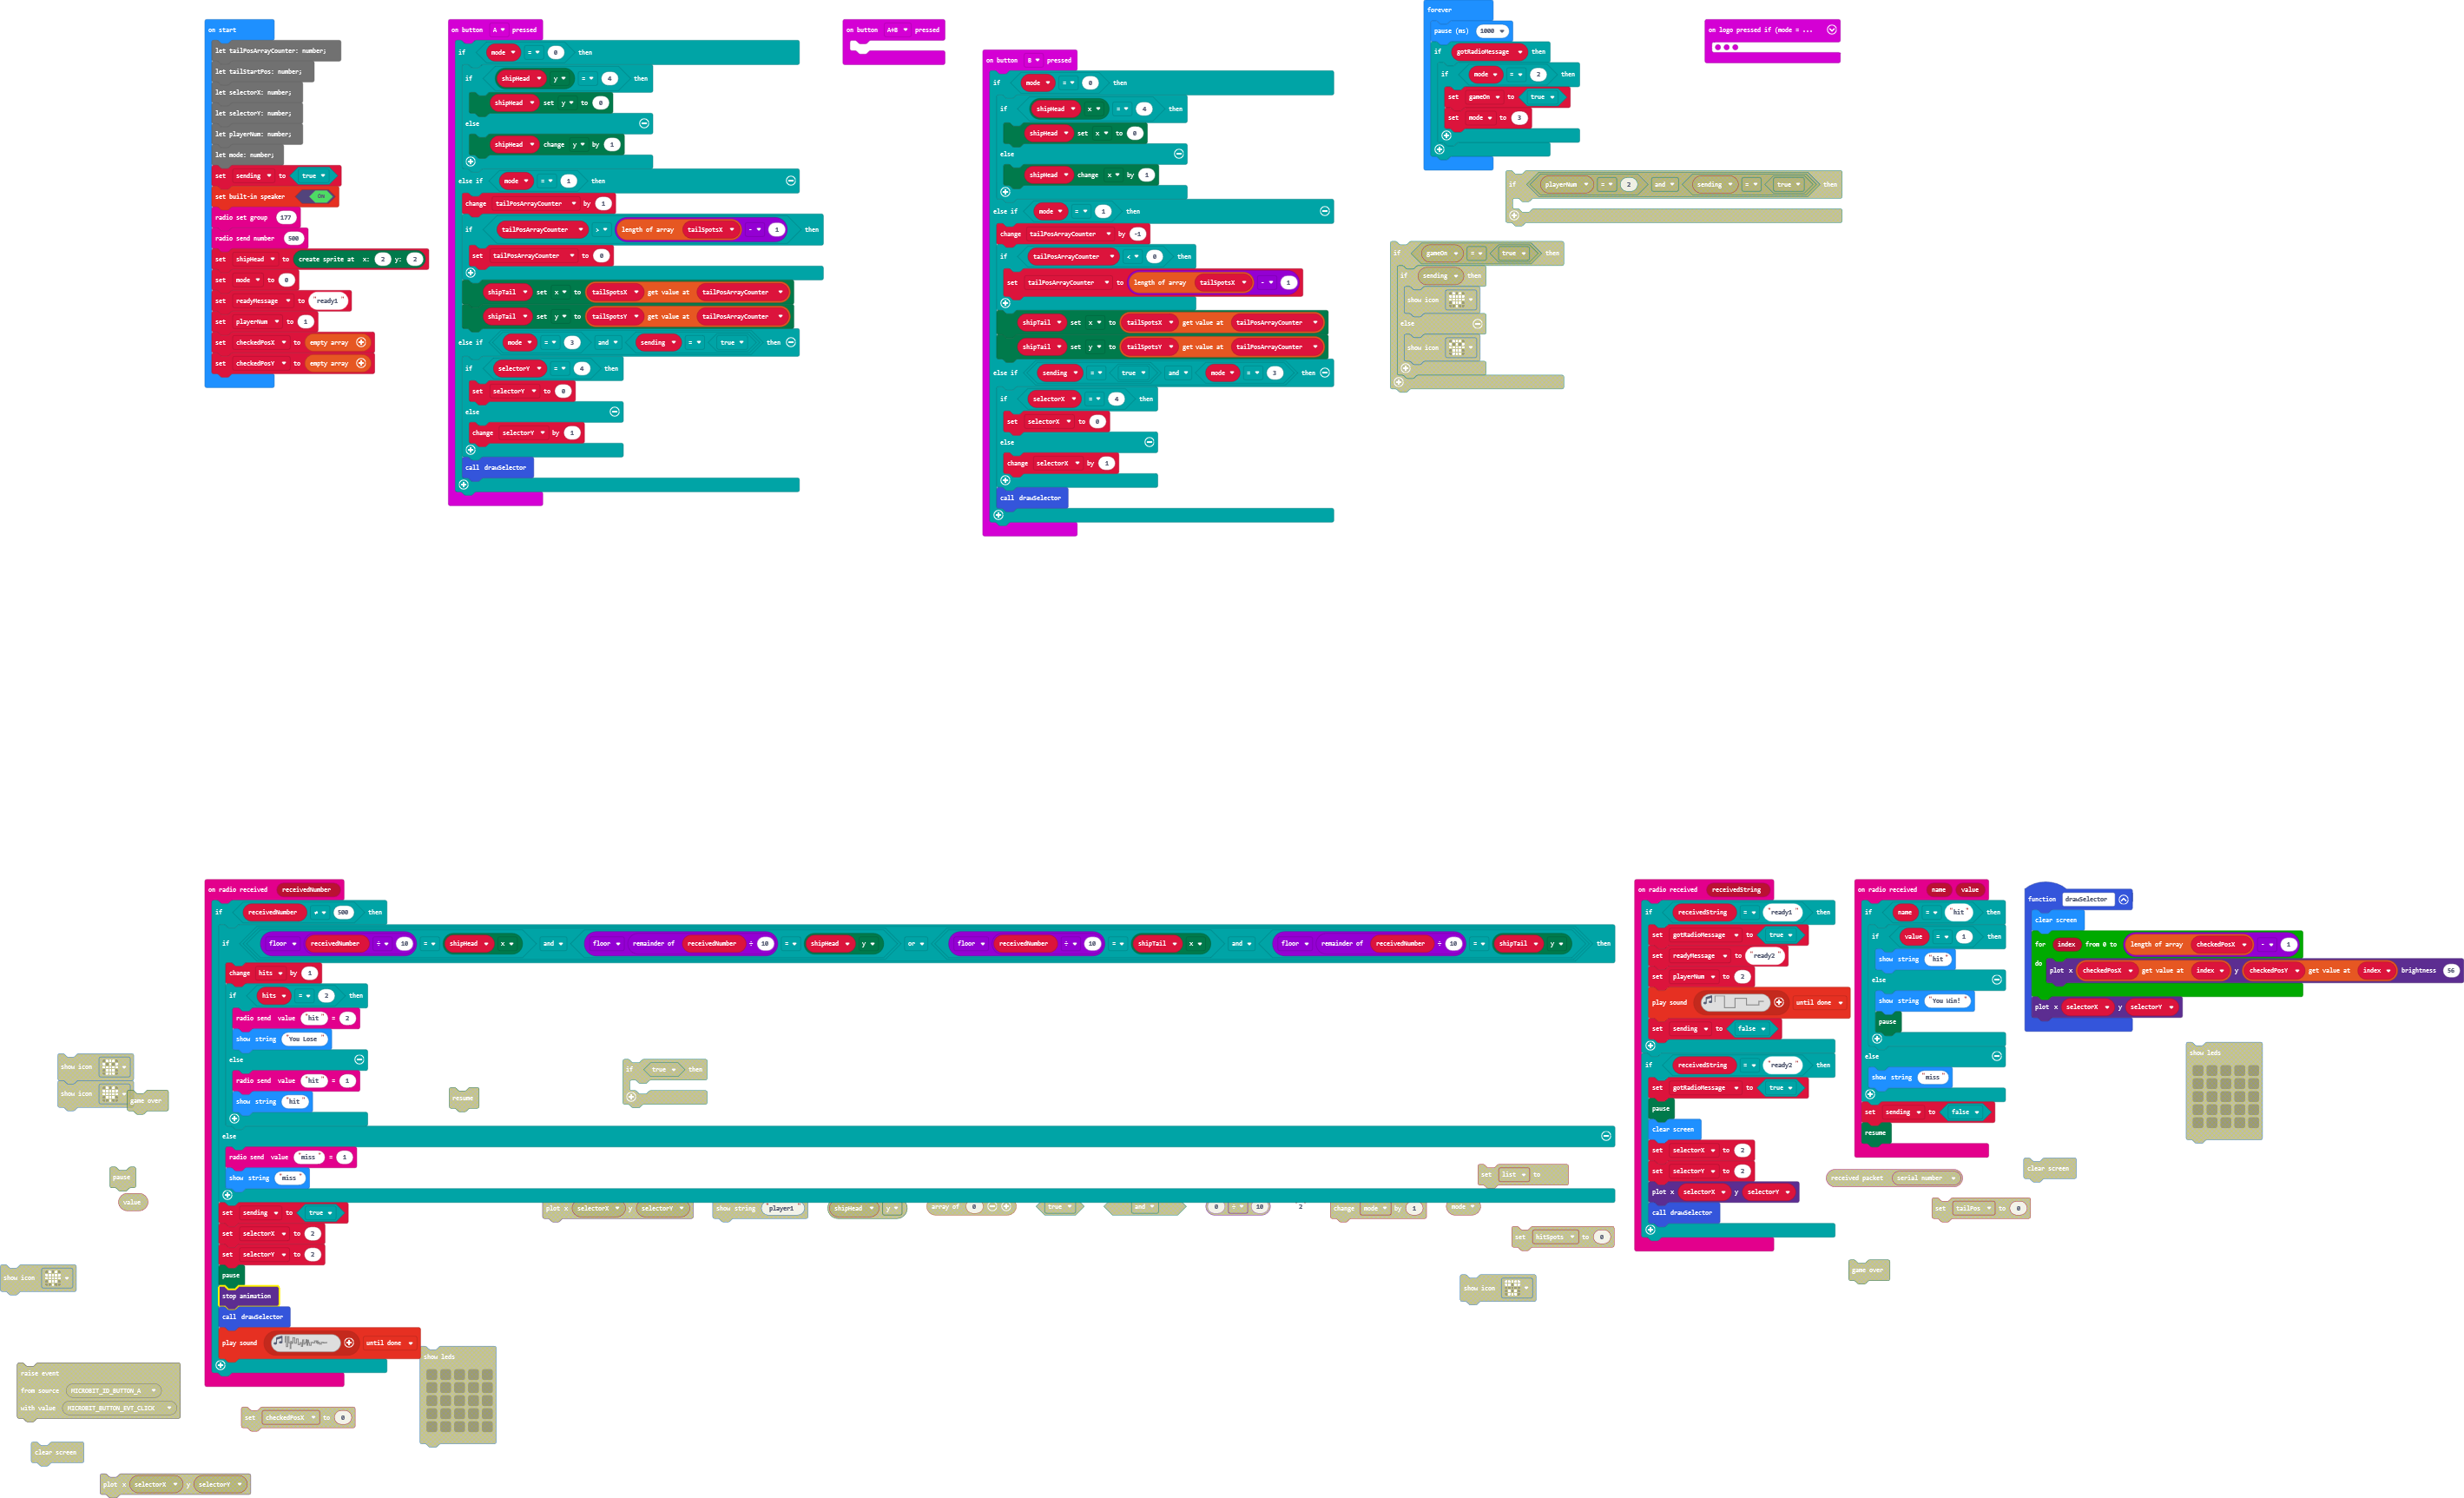 on start
let tailPosArrayCounter: number;
let tailStartPos: number;
let selectorX: number;
let selectorY: number;
let playerNum: number;
let mode: number;
set sending to true
set built-in speaker ON
radio set group 177
radio send number 500
set shipHead to create sprite at x: 2 y: 2
set mode to 0
set readyMessage to "ready1"
set playerNum to 1
set checkedPosX to empty array
set checkedPosY to empty array
on button A pressed
if mode = 0 then
if shipHead y = 4 then
shipHead set y to 0
else
shipHead change y by 1
else if mode = 1 then
change tailPosArrayCounter by 1
if tailPosArrayCounter > length of array tailSpotsX - 1 then
set tailPosArrayCounter to 0
shipTail set x to tailSpotsX get value at tailPosArrayCounter
shipTail set y to tailSpotsY get value at tailPosArrayCounter
else if mode = 3 and sending = true then
if selectorY = 4 then
set selectorY to 0
else
change selectorY by 1
call drawSelector
on button A+B pressed
on button B pressed
if mode = 0 then
if shipHead x = 4 then
shipHead set x to 0
else
shipHead change x by 1
else if mode = 1 then
change tailPosArrayCounter by -1
if tailPosArrayCounter < 0 then
set tailPosArrayCounter to length of array tailSpotsX - 1
shipTail set x to tailSpotsX get value at tailPosArrayCounter
shipTail set y to tailSpotsY get value at tailPosArrayCounter
else if sending = true and mode = 3 then
if selectorX = 4 then
set selectorX to 0
else
change selectorX by 1
call drawSelector
forever
pause (ms) 1000
if gotRadioMessage then
if mode = 2 then
set gameOn to true
set mode to 3
on logo pressed if (mode = ...
if playerNum = 2 and sending = true then
if gameOn = true then
if sending then
show icon
else
show icon
on radio received receivedNumber
if receivedNumber ≠ 500 then
if floor receivedNumber ÷ 10 = shipHead x and floor remainder of receivedNumber ÷ 10 = shipHead y or floor receivedNumber ÷ 10 = shipTail x and floor remainder of receivedNumber ÷ 10 = shipTail y then
change hits by 1
if hits = 2 then
radio send value "hit" = 2
show string "You Lose"
else
radio send value "hit" = 1
show string "hit"
else
radio send value "miss" = 1
show string "miss"
set sending to true
set selectorX to 2
set selectorY to 2
pause
stop animation
call drawSelector
play sound until done
on radio received receivedString
if receivedString = "ready1" then
set gotRadioMessage to true
set readyMessage to "ready2"
set playerNum to 2
play sound until done
set sending to false
if receivedString = "ready2" then
set gotRadioMessage to true
pause
clear screen
set selectorX to 2
set selectorY to 2
plot x selectorX y selectorY
call drawSelector
on radio received name value
if name = "hit" then
if value = 1 then
show string "hit"
else
show string "You Win!"
pause
else
show string "miss"
set sending to false
resume
function drawSelector
clear screen
for index from 0 to length of array checkedPosX - 1
do
plot x checkedPosX get value at index y checkedPosY get value at index brightness 56
plot x selectorX y selectorY
show icon
show icon
game over
resume
if true then
pause
value
show icon
plot x selectorX y selectorY
show string "player1"
shipHead y
array of 0
true
and
0 ÷ 10
2
change mode by 1
mode
set list to
set hitSpots to 0
show icon
received packet serial number
set tailPos to 0
clear screen
game over
show leds
show leds
raise event
from source MICROBIT_ID_BUTTON_A
with value MICROBIT_BUTTON_EVT_CLICK
set checkedPosX to 0
clear screen
plot x selectorX y selectorY